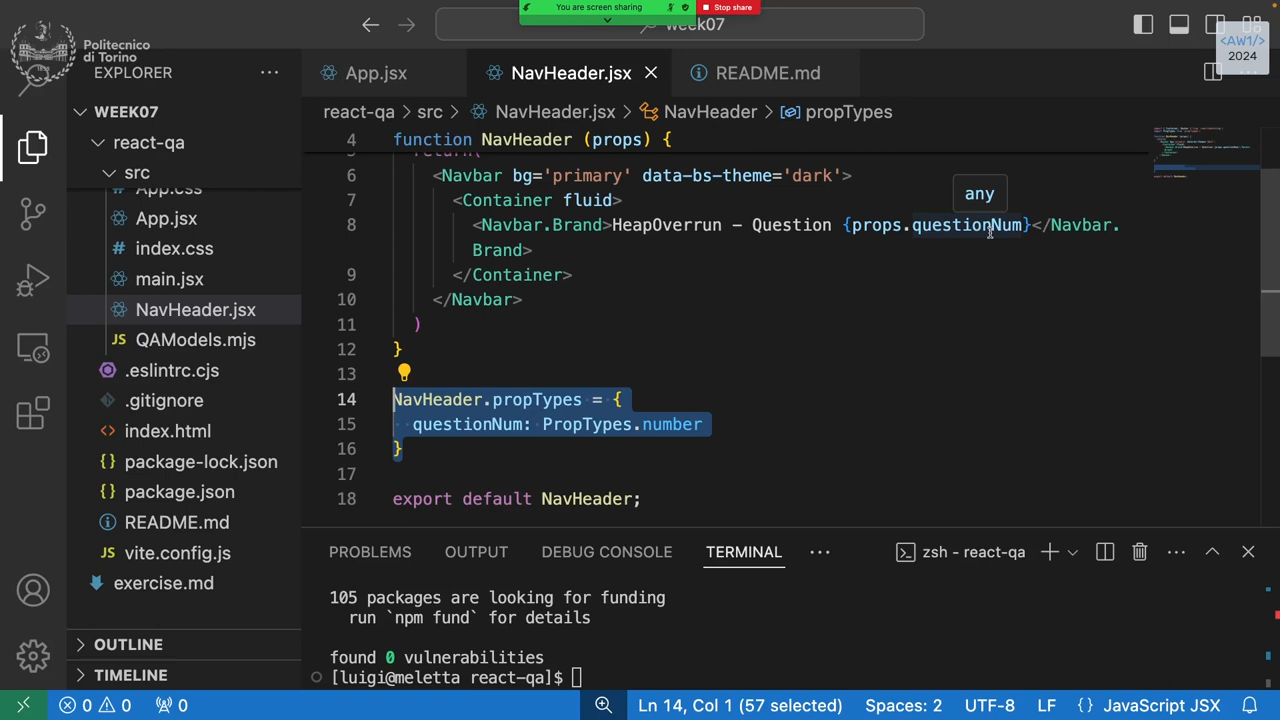 You are screen sharing
Stop share
week07
<AW1/>
2024
Politecnico
di Torino
EXPLORER
WEEK07
react-qa
src
App.css
App.jsx
index.css
main.jsx
NavHeader.jsx
QAModels.mjs
.eslintrc.cjs
.gitignore
index.html
package-lock.json
package.json
README.md
vite.config.js
exercise.md
OUTLINE
TIMELINE
App.jsx
NavHeader.jsx
README.md
react-qa > src > NavHeader.jsx > NavHeader > propTypes
4 function NavHeader (props) {
return(
6 <Navbar bg='primary' data-bs-theme='dark'>
any
7 <Container fluid>
8 <Navbar.Brand>HeapOverrun - Question {props.questionNum}</Navbar.
Brand>
9 </Container>
10 </Navbar>
11 )
12 }
13
14 NavHeader.propTypes = {
15 questionNum: PropTypes.number
16 }
17
18 export default NavHeader;
PROBLEMS OUTPUT DEBUG CONSOLE TERMINAL
zsh - react-qa
105 packages are looking for funding
run `npm fund` for details
found 0 vulnerabilities
[luigi@meletta react-qa]$
0 0 0
Ln 14, Col 1 (57 selected)
Spaces: 2
UTF-8
LF
{ } JavaScript JSX